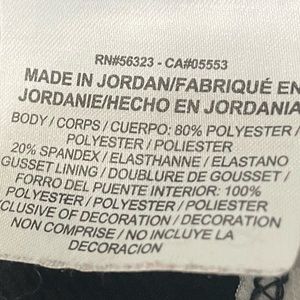 RN#56323 - CA#05553
MADE IN JORDAN/FABRIQUÉ EN
JORDANIE/HECHO EN JORDANIA
BODY / CORPS / CUERPO: 80% POLYESTER /
POLYESTER / POLIESTER
20% SPANDEX / ELASTHANNE / ELASTANO
GUSSET LINING / DOUBLURE DE GOUSSET /
FORRO DEL PUENTE INTERIOR: 100%
POLYESTER / POLYESTER / POLIESTER
EXCLUSIVE OF DECORATION / DECORATION
NON COMPRISE / NO INCLUYE LA
DECORACION